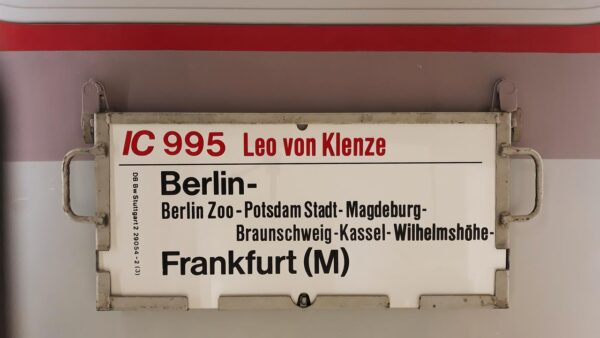 IC 995 Leo von Klenze
Berlin-
Berlin Zoo-Potsdam Stadt-Magdeburg-
Braunschweig-Kassel-Wilhelmshöhe-
Frankfurt (M)
DB Bw Stuttgart 2 29054-2 (3)